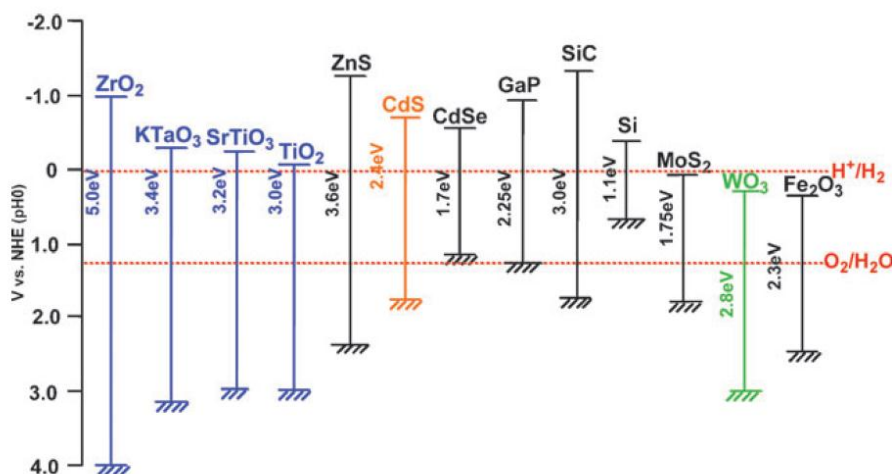 V vs. NHE (pH0)
-2.0
-1.0
0
1.0
2.0
3.0
4.0
ZrO₂
5.0eV
KTaO₃
3.4eV
SrTiO₃
3.2eV
TiO₂
3.0eV
ZnS
3.6eV
CdS
2.4eV
CdSe
1.7eV
GaP
2.25eV
SiC
3.0eV
Si
1.1eV
MoS₂
1.75eV
WO₃
2.8eV
Fe₂O₃
2.3eV
H⁺/H₂
O₂/H₂O